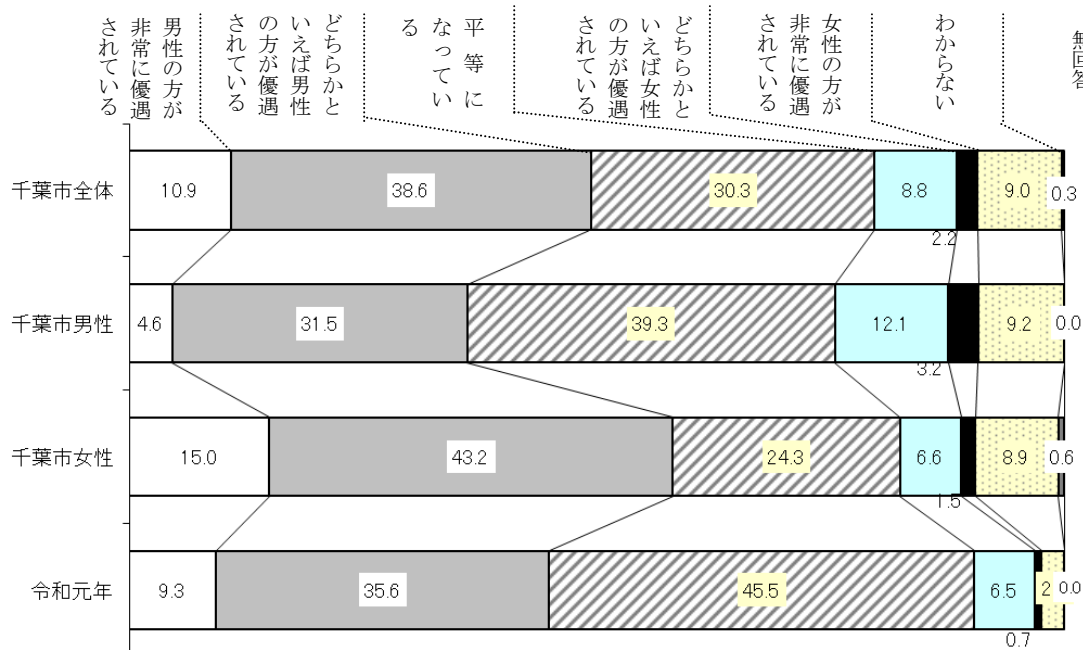 男性の方が
非常に優遇
されている
どちらかと
いえば男性
の方が優遇
されている
平等に
なってい
る
どちらかと
いえば女性
の方が優遇
されている
女性の方が
非常に優遇
されている
わからない
無回答
千葉市全体
10.9
38.6
30.3
8.8
2.2
9.0
0.3
千葉市男性
4.6
31.5
39.3
12.1
3.2
9.2
0.0
千葉市女性
15.0
43.2
24.3
6.6
1.5
8.9
0.6
令和元年
9.3
35.6
45.5
6.5
0.7
2
0.0